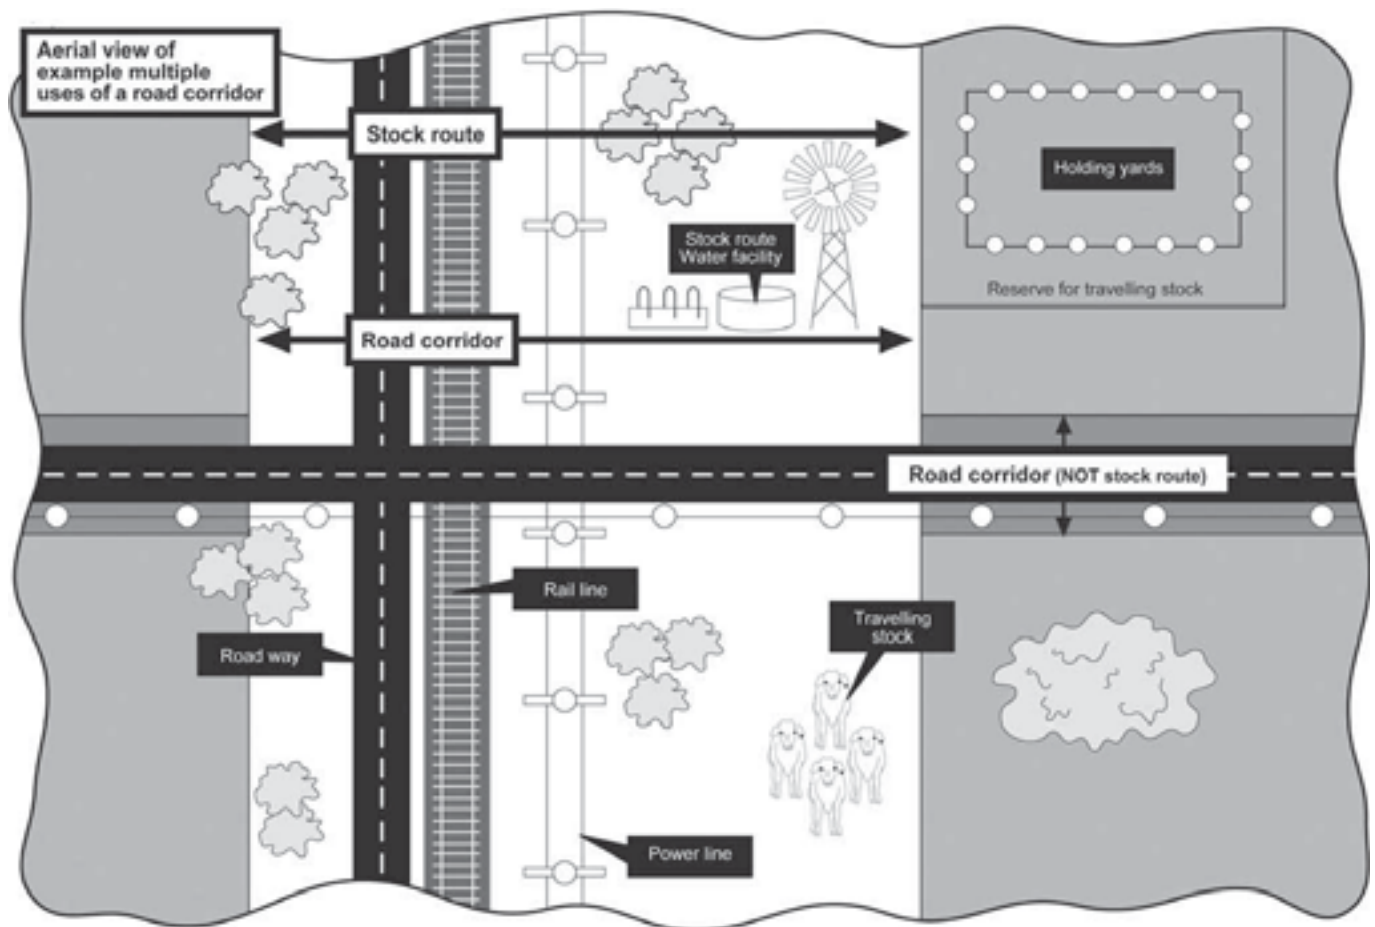 Aerial view of
example multiple
uses of a road corridor
Stock route
Holding yards
Stock route
Water facility
Reserve for travelling stock
Road corridor
Road corridor (NOT stock route)
Rail line
Travelling
stock
Road way
Power line